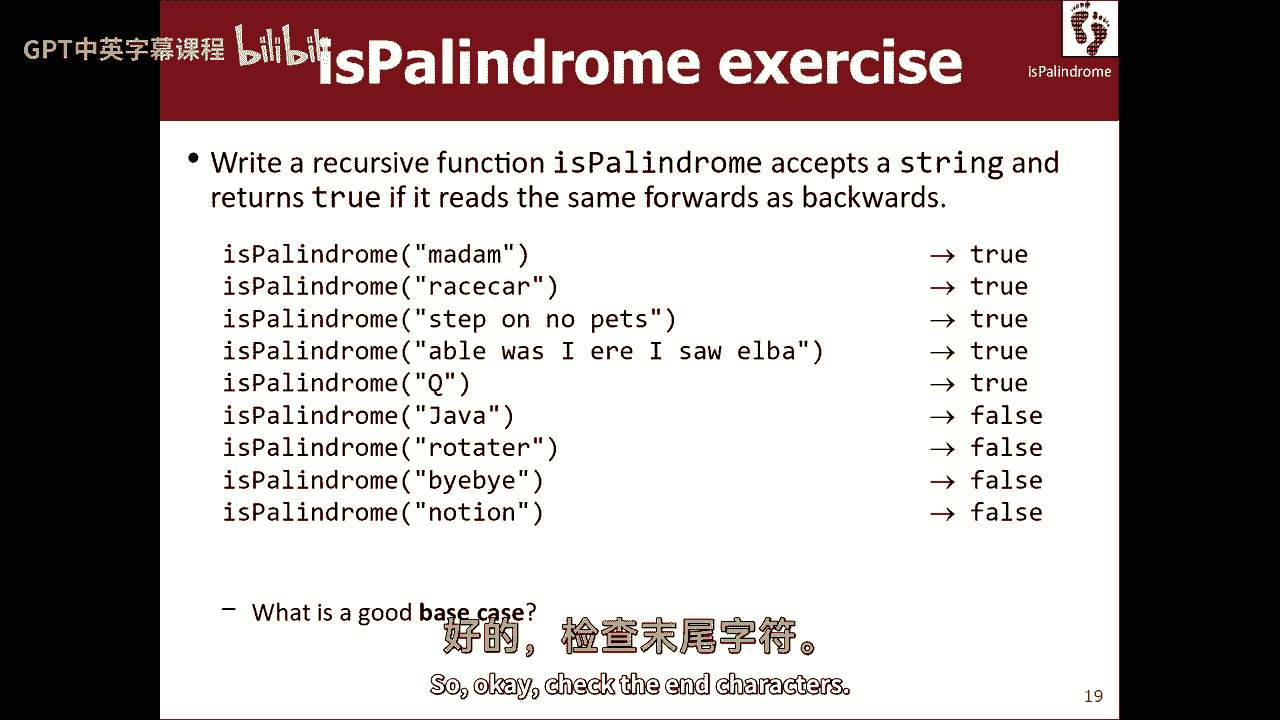 GPT中英字幕课程 bilibili
isPalindrome exercise
isPalindrome
• Write a recursive function isPalindrome accepts a string and
returns true if it reads the same forwards as backwards.
isPalindrome("madam") → true
isPalindrome("racecar") → true
isPalindrome("step on no pets") → true
isPalindrome("able was I ere I saw elba") → true
isPalindrome("Q") → true
isPalindrome("Java") → false
isPalindrome("rotater") → false
isPalindrome("byebye") → false
isPalindrome("notion") → false
– What is a good base case?
好的，检查末尾字符。
So, okay, check the end characters.
19